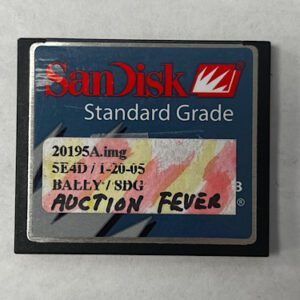 SanDisk
Standard Grade
20195A.img
5E4D / 1-20-05
BALLY / SDG
AUCTION FEVER